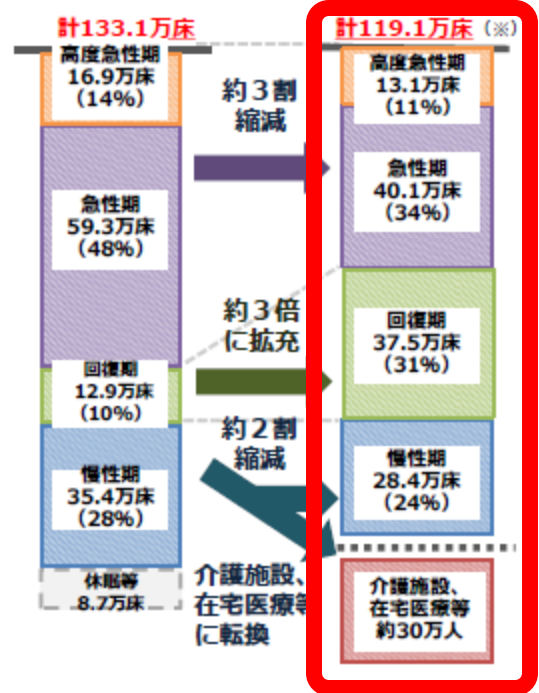 計133.1万床
高度急性期
16.9万床
（14%）
急性期
59.3万床
（48%）
回復期
12.9万床
（10%）
慢性期
35.4万床
（28%）
休眠等
8.7万床
約３割
縮減
約３倍
に拡充
約２割
縮減
介護施設、
在宅医療等
に転換
計119.1万床（※）
高度急性期
13.1万床
（11%）
急性期
40.1万床
（34%）
回復期
37.5万床
（31%）
慢性期
28.4万床
（24%）
介護施設、
在宅医療等
約30万人